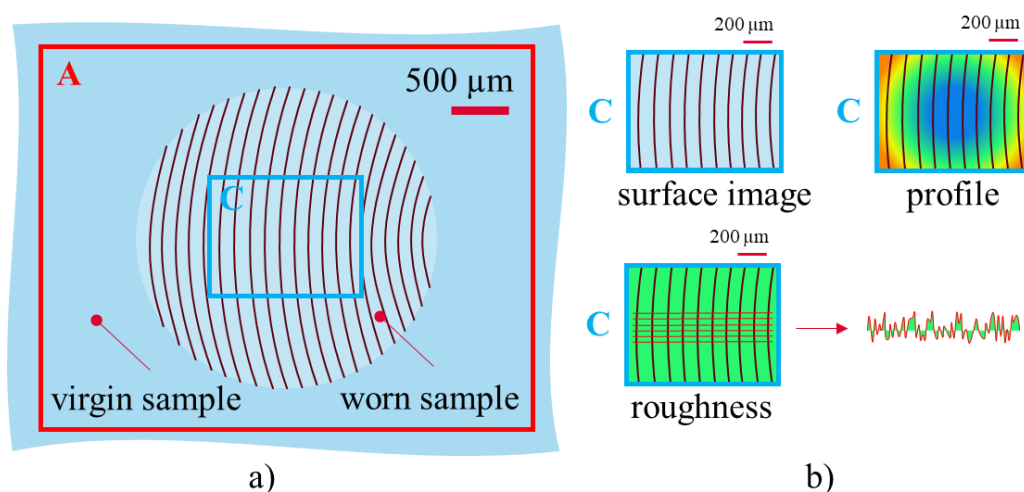 A
500 µm
C
virgin sample
worn sample
a)
200 µm
200 µm
C
C
surface image
profile
200 µm
C
roughness
b)